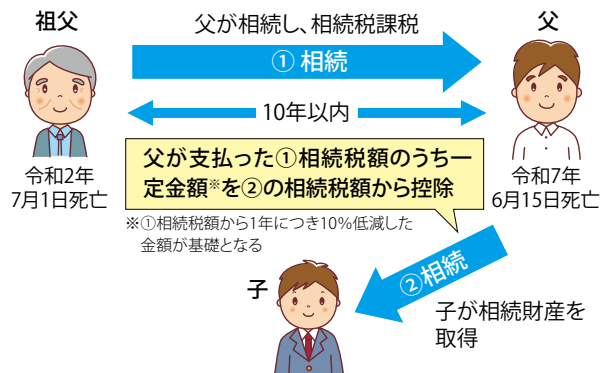 祖父
父が相続し、相続税課税
父
① 相続
10年以内
令和2年
7月1日死亡
父が支払った①相続税額のうち一
定金額※を②の相続税額から控除
令和7年
6月15日死亡
※①相続税額から1年につき10%低減した
金額が基礎となる
②相続
子
子が相続財産を
取得